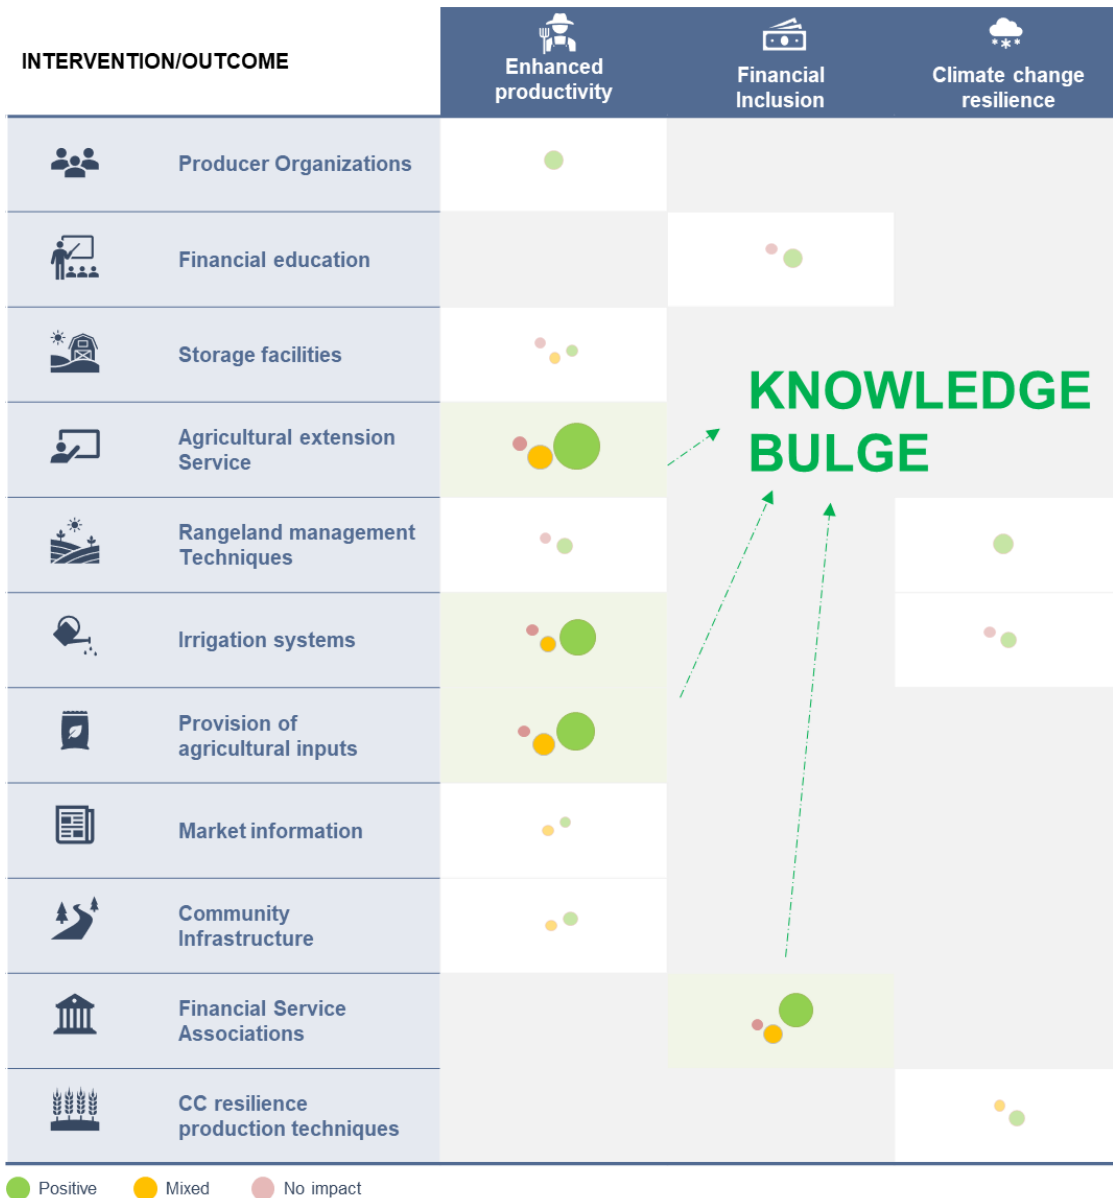 INTERVENTION/OUTCOME
Enhanced
productivity
Financial
Inclusion
Climate change
resilience
Producer Organizations
Financial education
Storage facilities
KNOWLEDGE
BULGE
Agricultural extension
Service
Rangeland management
Techniques
Irrigation systems
Provision of
agricultural inputs
Market information
Community
Infrastructure
Financial Service
Associations
CC resilience
production techniques
Positive
Mixed
No impact